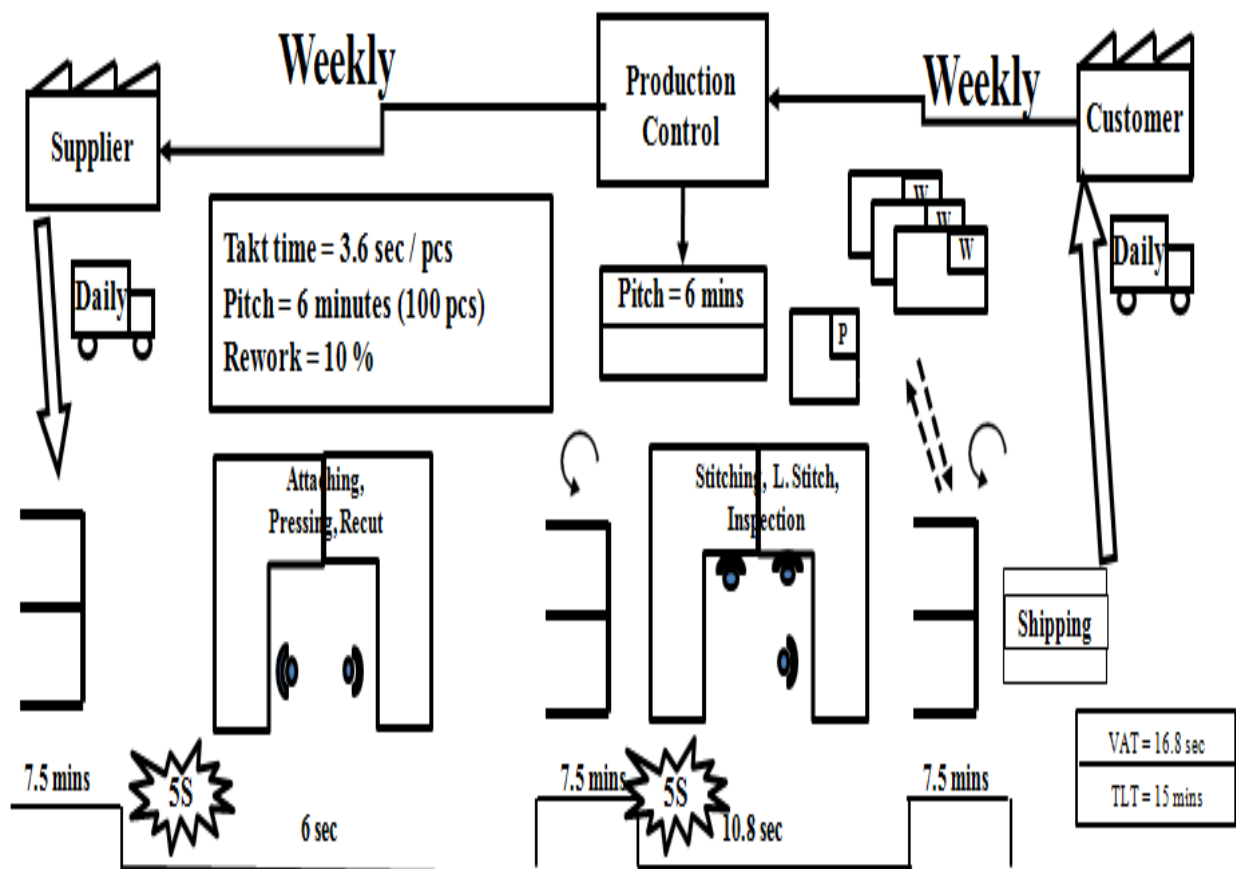 Weekly
Production
Control
Weekly
Customer
Supplier
W
W
W
Takt time = 3.6 sec / pcs
Pitch = 6 minutes (100 pcs)
Rework = 10 %
Daily
Daily
Pitch = 6 mins
P
Attaching,
Pressing, Recut
Stitching, L. Stitch,
Inspection
Shipping
VAT = 16.8 sec
TLT = 15 mins
7.5 mins
5S
6 sec
7.5 mins
5S
10.8 sec
7.5 mins